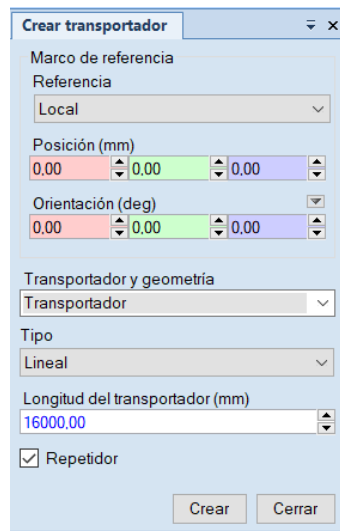 Crear transportador
Marco de referencia
Referencia
Local
Posición (mm)
0,00 0,00 0,00
Orientación (deg)
0,00 0,00 0,00
Transportador y geometría
Transportador
Tipo
Lineal
Longitud del transportador (mm)
16000,00
Repetidor
Crear Cerrar